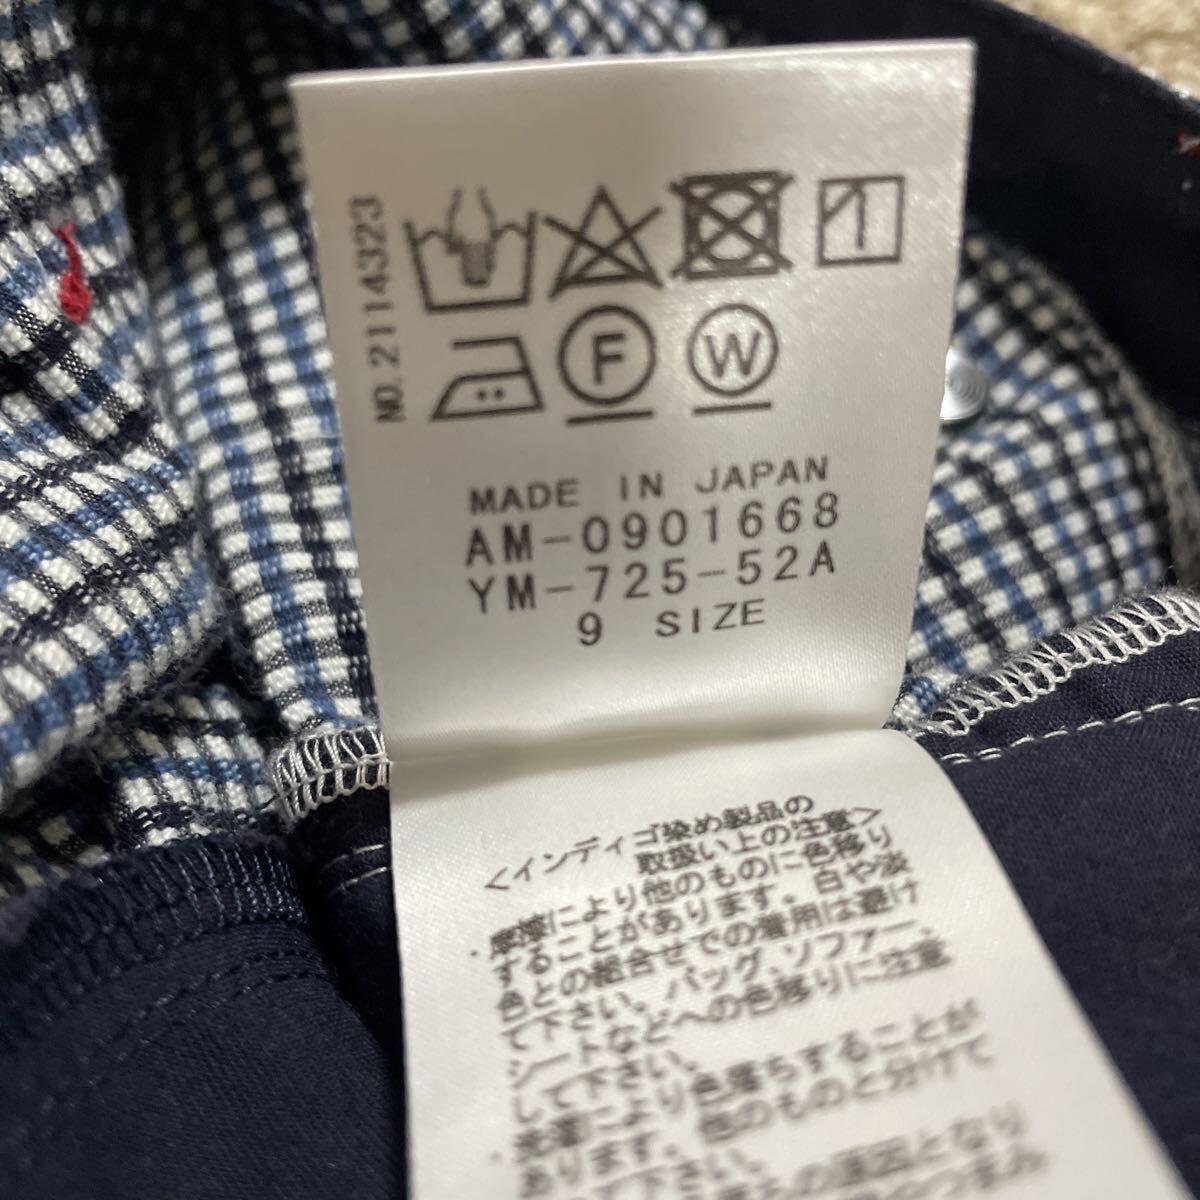 NO.2114323
F W
MADE IN JAPAN
AM-0901668
YM-725-52A
9 SIZE
<インディゴ染め製品の
取扱い上の注意>
・摩擦により他のものに色移り
することがあります。白や淡
色との組合せでの着用は避け
て下さい。バッグ、ソファー、
シートなどへの色移りに注意
して下さい。
・洗濯により色落ちすることが
あります。他のものと分けて
の原因となり